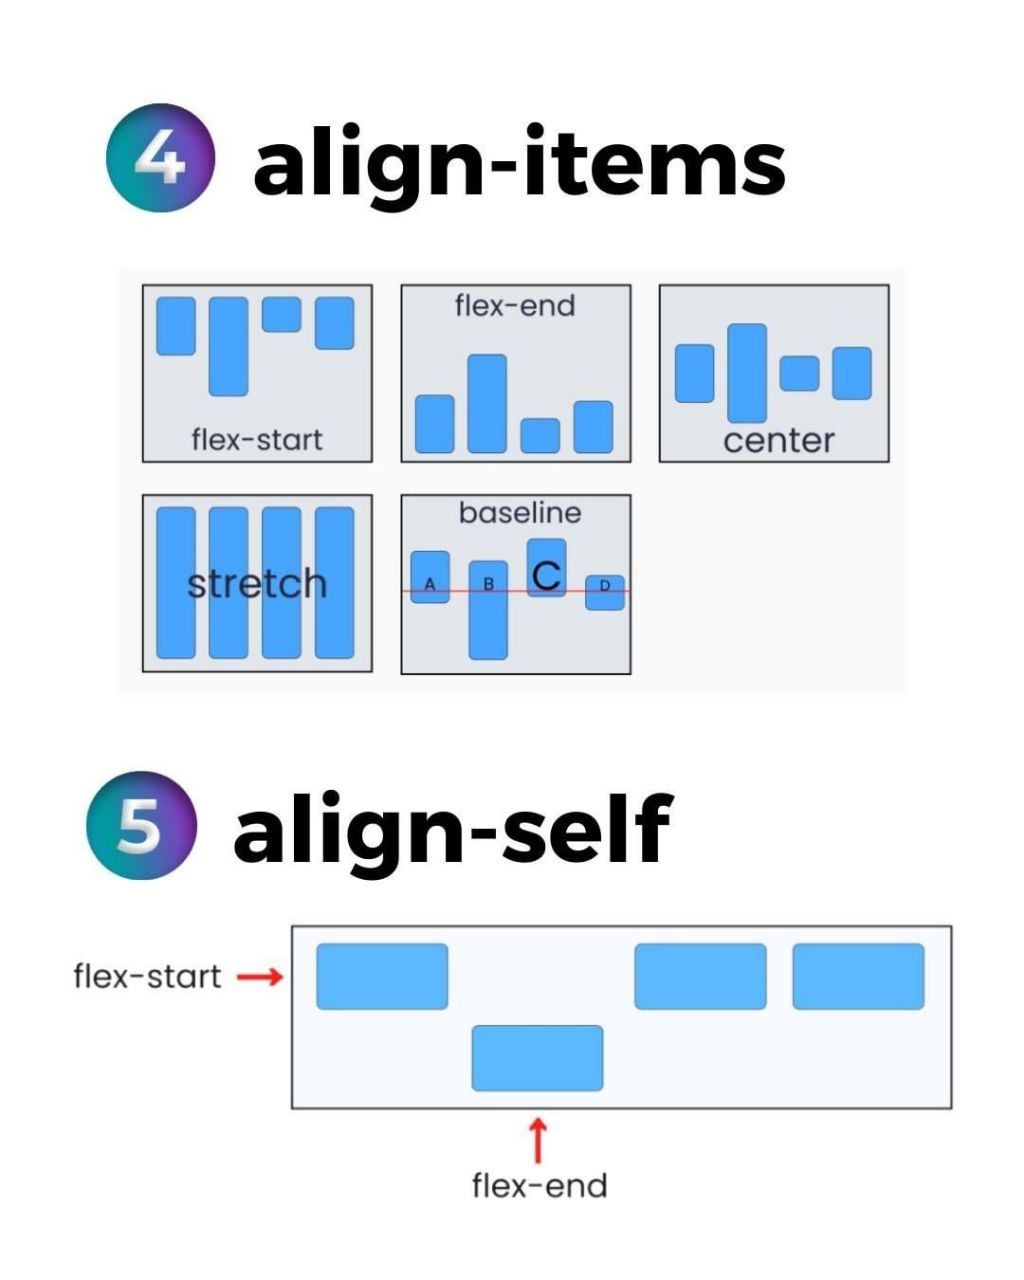 4 align-items
flex-start
flex-end
center
stretch
baseline
A B C D
5 align-self
flex-start
flex-end